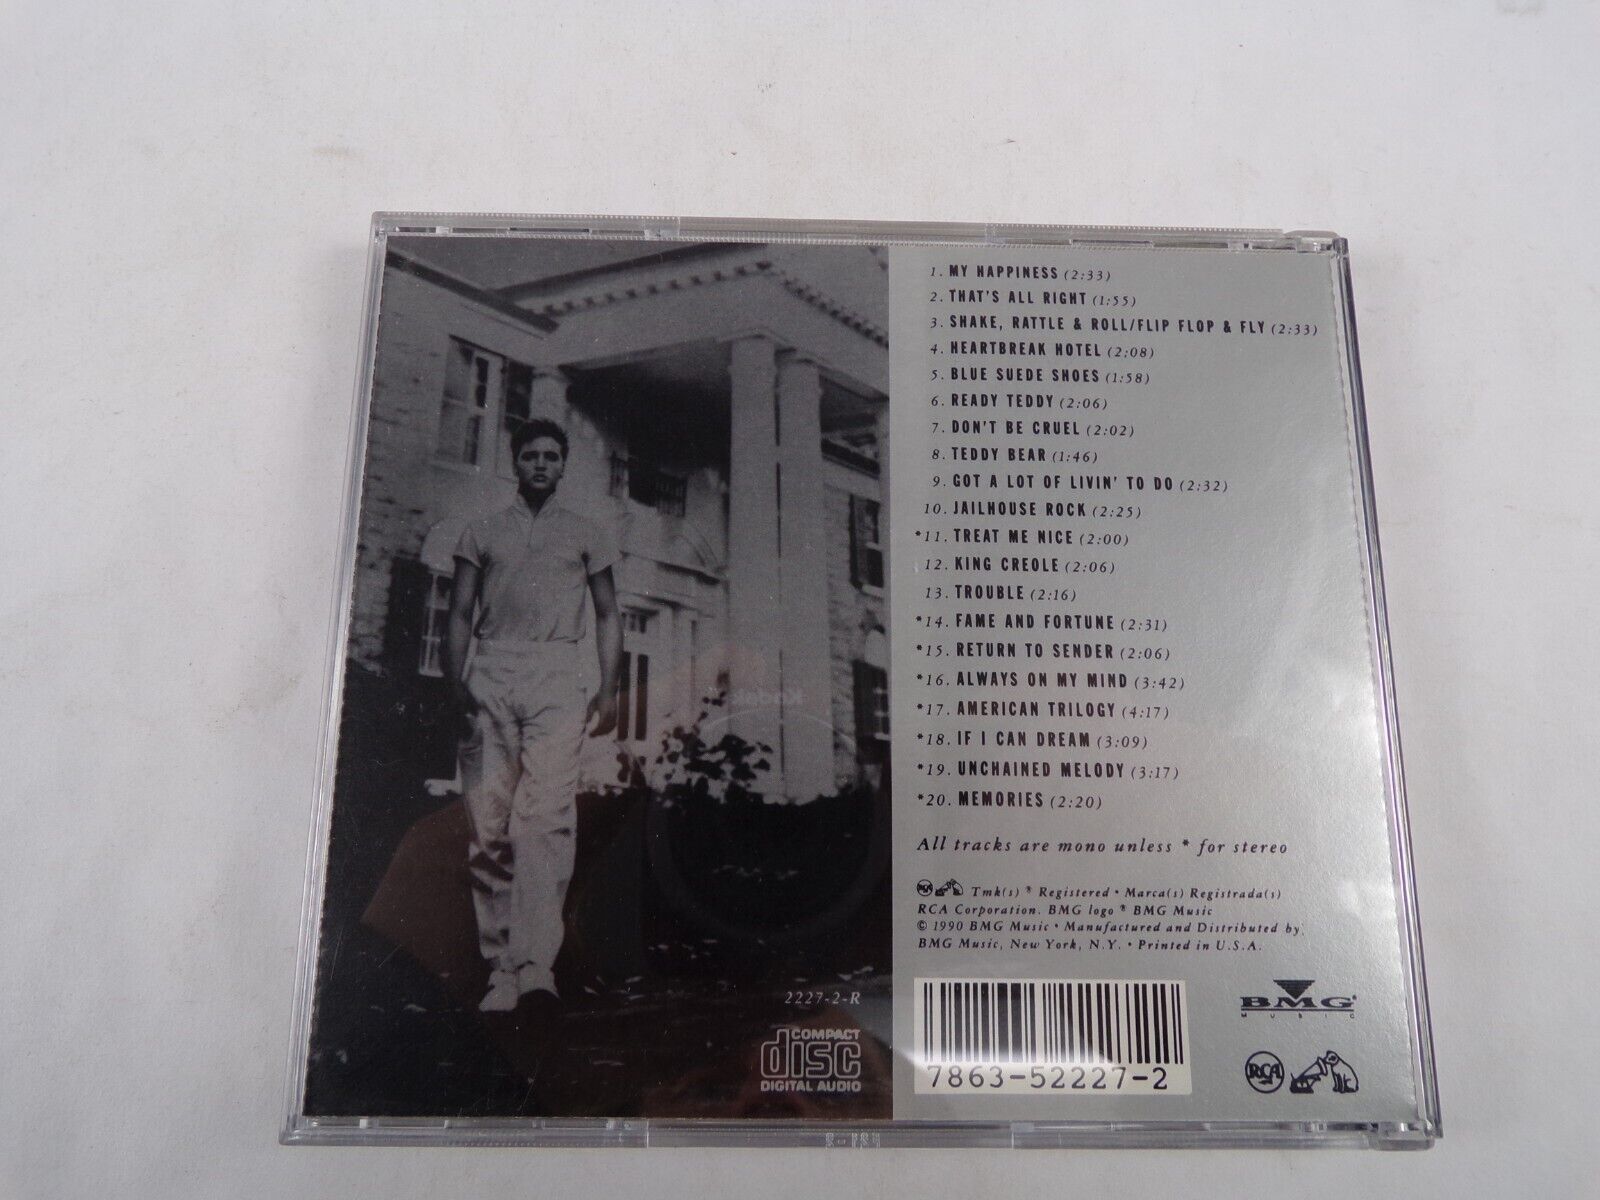 1. MY HAPPINESS (2:33)
2. THAT'S ALL RIGHT (1:55)
3. SHAKE, RATTLE & ROLL/FLIP FLOP & FLY (2:33)
4. HEARTBREAK HOTEL (2:08)
5. BLUE SUEDE SHOES (1:58)
6. READY TEDDY (2:06)
7. DON'T BE CRUEL (2:02)
8. TEDDY BEAR (1:46)
9. GOT A LOT OF LIVIN' TO DO (2:32)
10. JAILHOUSE ROCK (2:25)
*11. TREAT ME NICE (2:00)
12. KING CREOLE (2:06)
13. TROUBLE (2:16)
*14. FAME AND FORTUNE (2:31)
*15. RETURN TO SENDER (2:06)
*16. ALWAYS ON MY MIND (3:42)
*17. AMERICAN TRILOGY (4:17)
*18. IF I CAN DREAM (3:09)
*19. UNCHAINED MELODY (3:17)
*20. MEMORIES (2:20)
All tracks are mono unless * for stereo
RCA Tmk(s) ® Registered • Marca(s) Registrada(s)
RCA Corporation. BMG logo ® BMG Music
© 1990 BMG Music • Manufactured and Distributed by
BMG Music, New York, N.Y. • Printed in U.S.A.
2227-2-R
COMPACT
disc
DIGITAL AUDIO
7863-52227-2
BMG
MUSIC
RCA